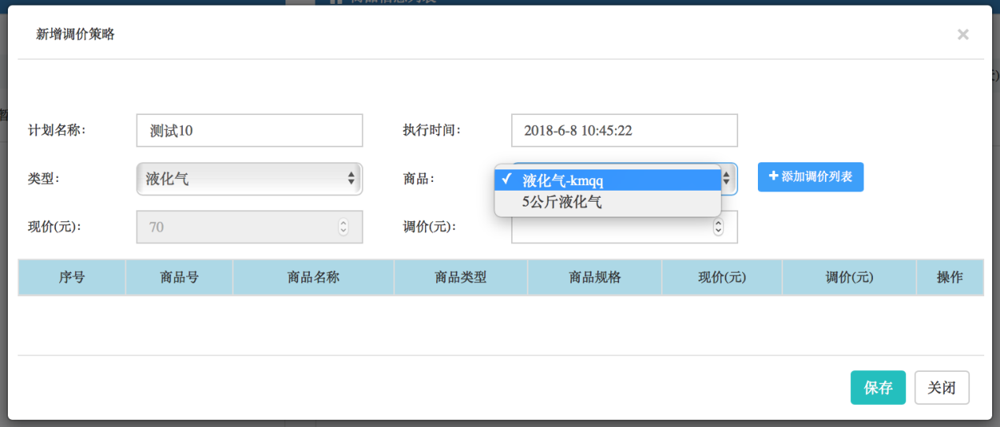 新增调价策略
×
计划名称: 测试10 执行时间: 2018-6-8 10:45:22
类型: 液化气 商品: ✓ 液化气-kmqq + 添加调价列表
5公斤液化气
现价(元): 70 调价(元):
序号 商品号 商品名称 商品类型 商品规格 现价(元) 调价(元) 操作
保存 关闭